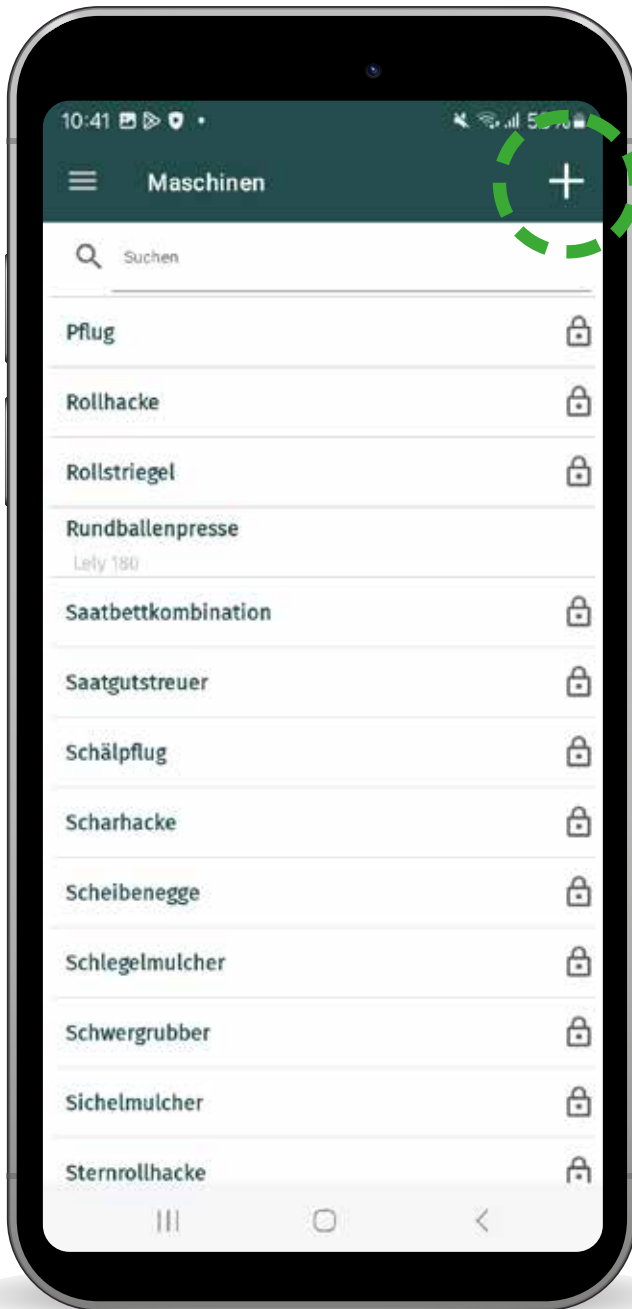 10:41
Maschinen
Suchen
Pflug
Rollhacke
Rollstriegel
Rundballenpresse
Lely 180
Saatbettkombination
Saatgutstreuer
Schälpflug
Scharhacke
Scheibenegge
Schlegelmulcher
Schwergrubber
Sichelmulcher
Sternrollhacke